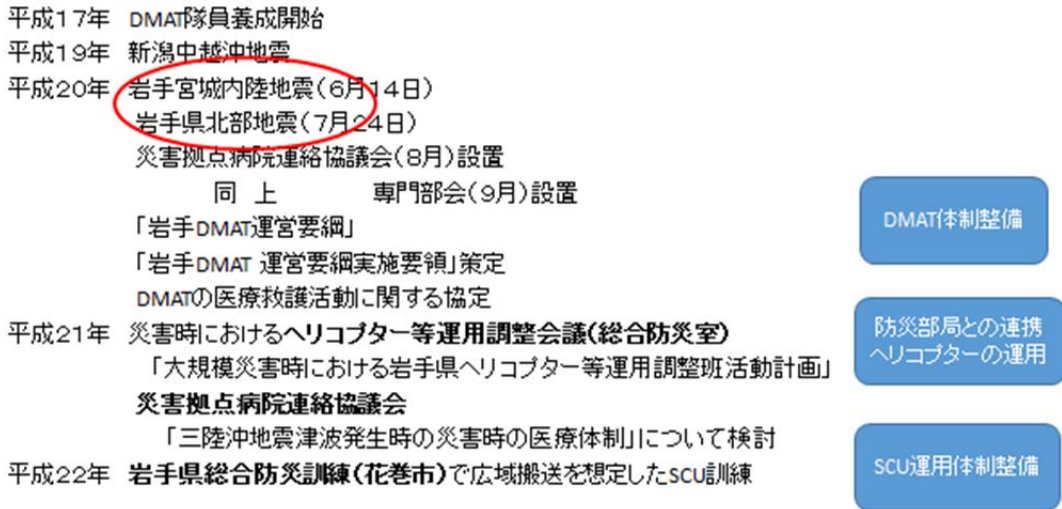 平成17年 DMAT隊員養成開始
平成19年 新潟中越沖地震
平成20年 岩手宮城内陸地震(6月14日)
岩手県北部地震(7月24日)
災害拠点病院連絡協議会(8月)設置
同 上 専門部会(9月)設置
「岩手DMAT運営要綱」
「岩手DMAT 運営要綱実施要領」策定
DMATの医療救護活動に関する協定
DMAT体制整備
平成21年 災害時におけるヘリコプター等運用調整会議(総合防災室)
「大規模災害時における岩手県ヘリコプター等運用調整班活動計画」
防災部局との連携
ヘリコプターの運用
災害拠点病院連絡協議会
「三陸沖地震津波発生時の災害時の医療体制」について検討
平成22年 岩手県総合防災訓練(花巻市)で広域搬送を想定したSCU訓練
SCU運用体制整備